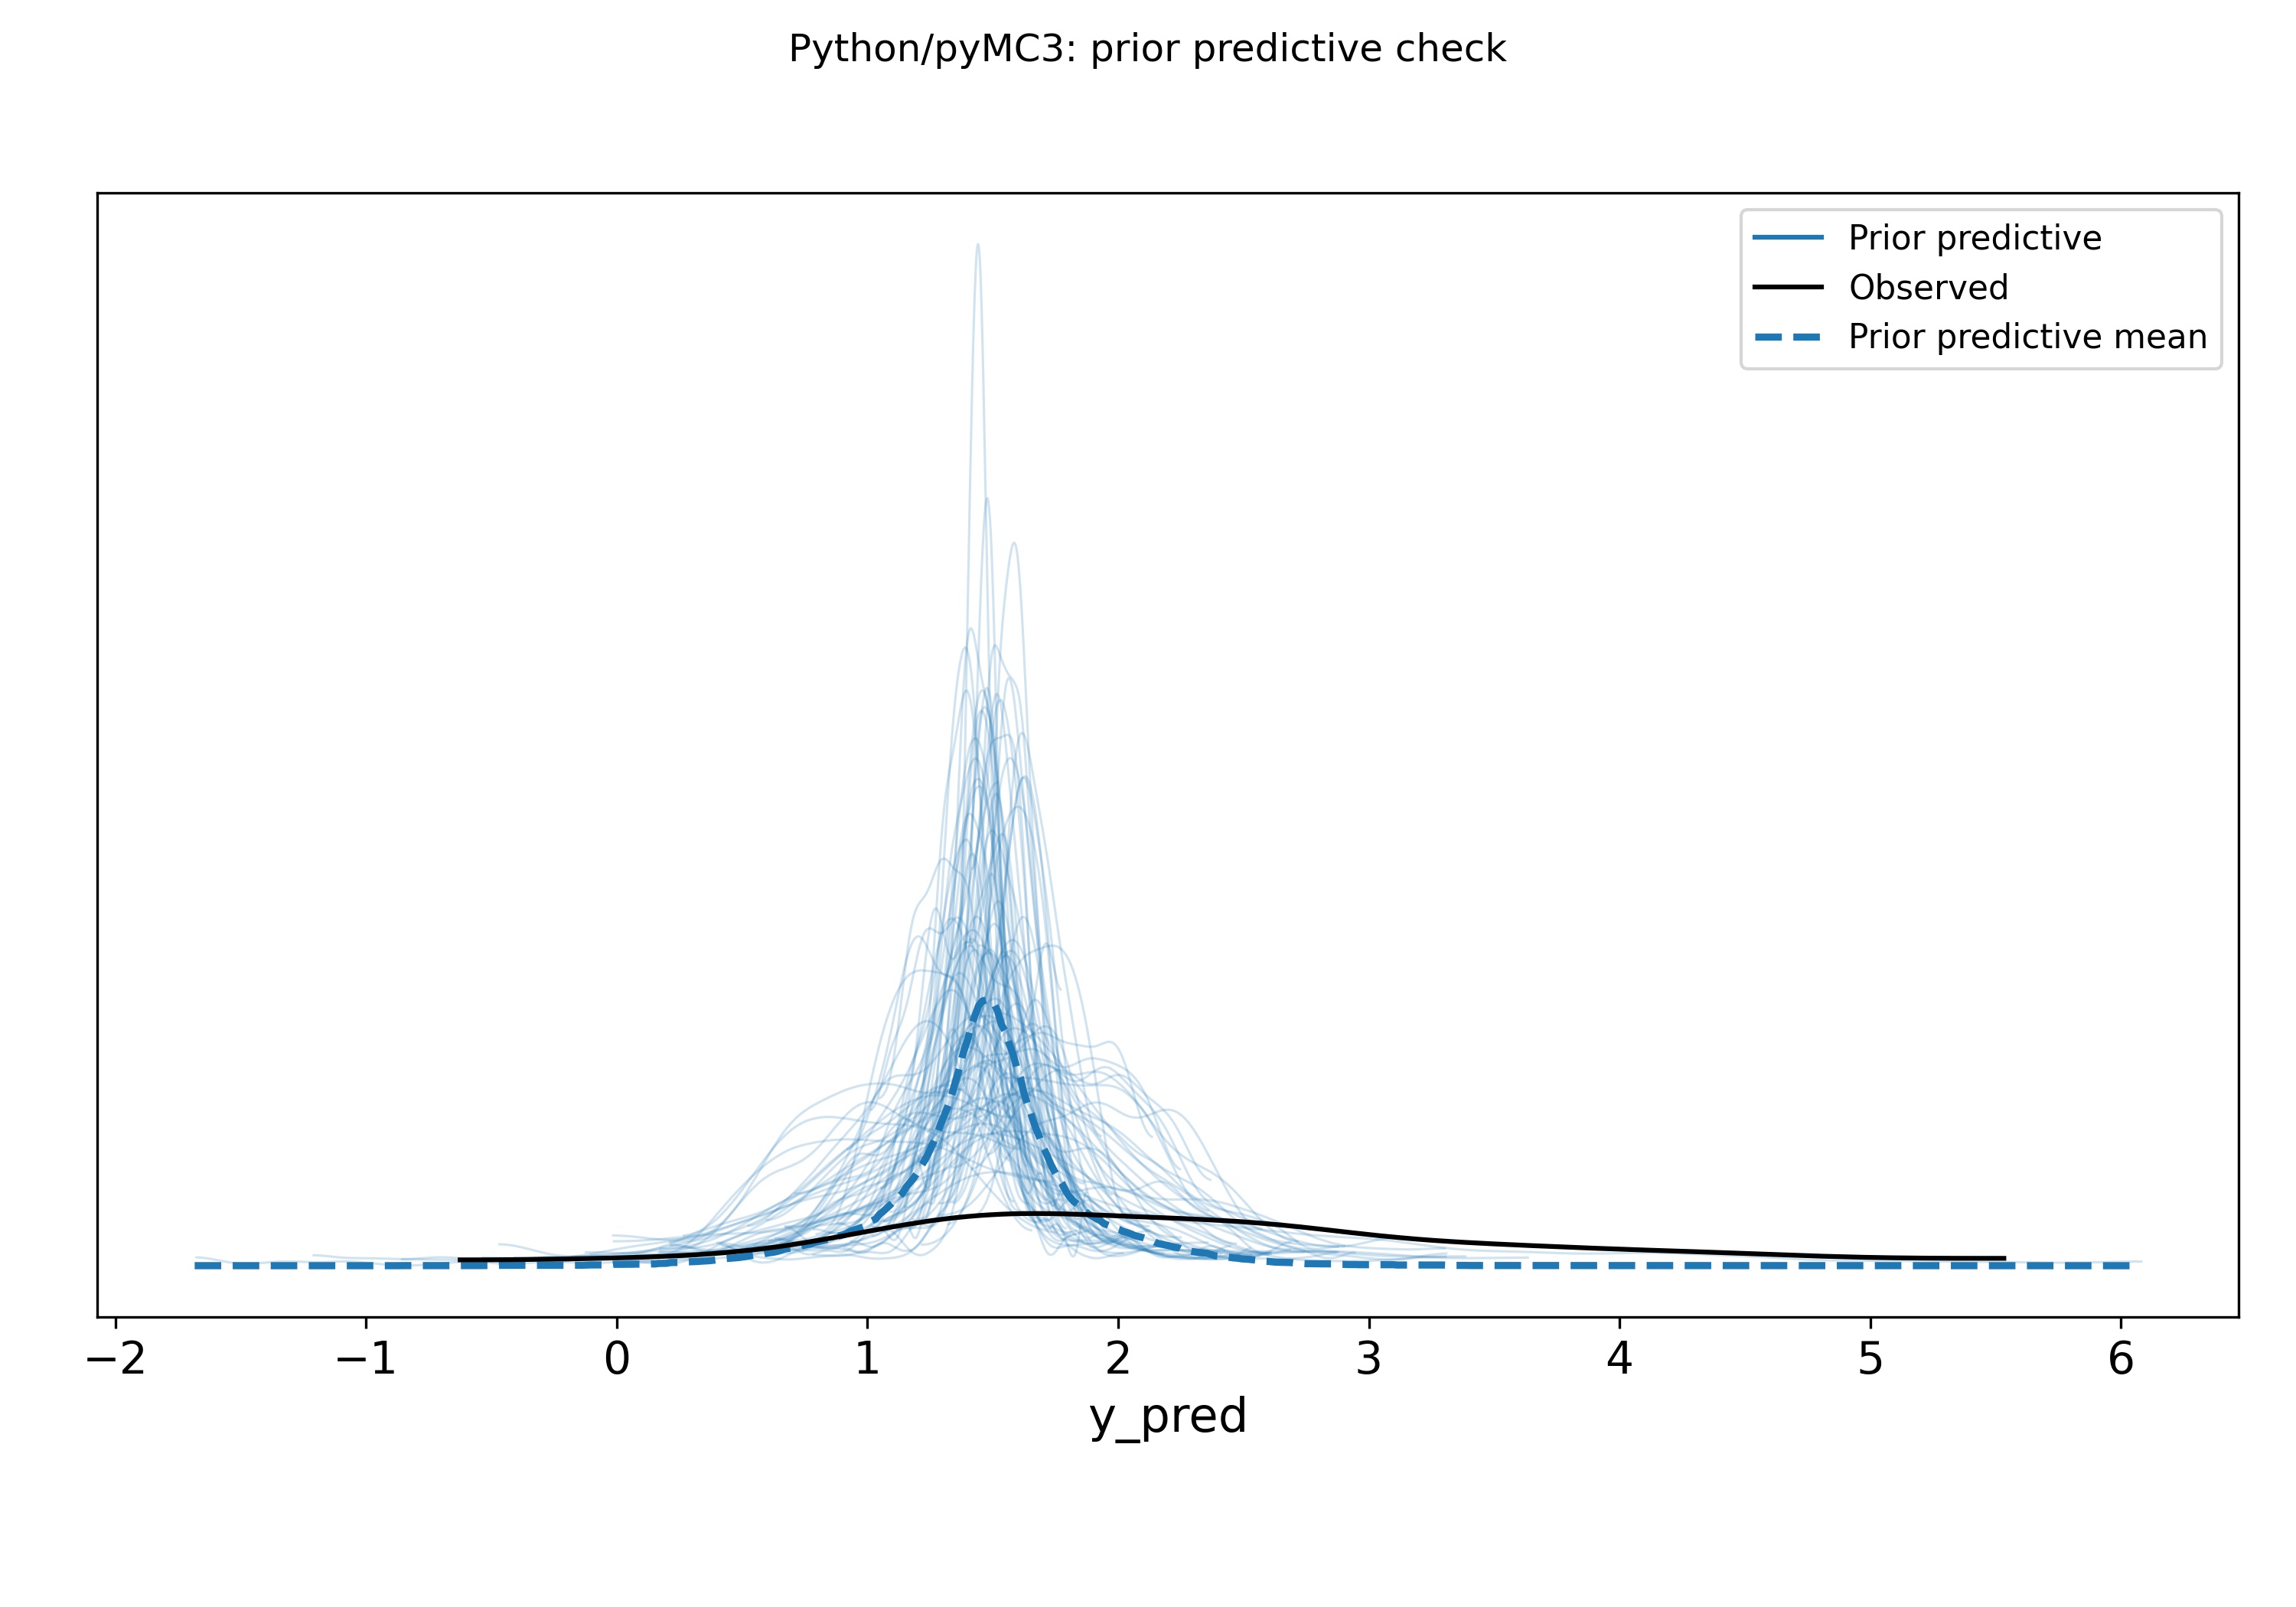 Python/pyMC3: prior predictive check
Prior predictive
Observed
Prior predictive mean
−2 −1 0 1 2 3 4 5 6
y_pred